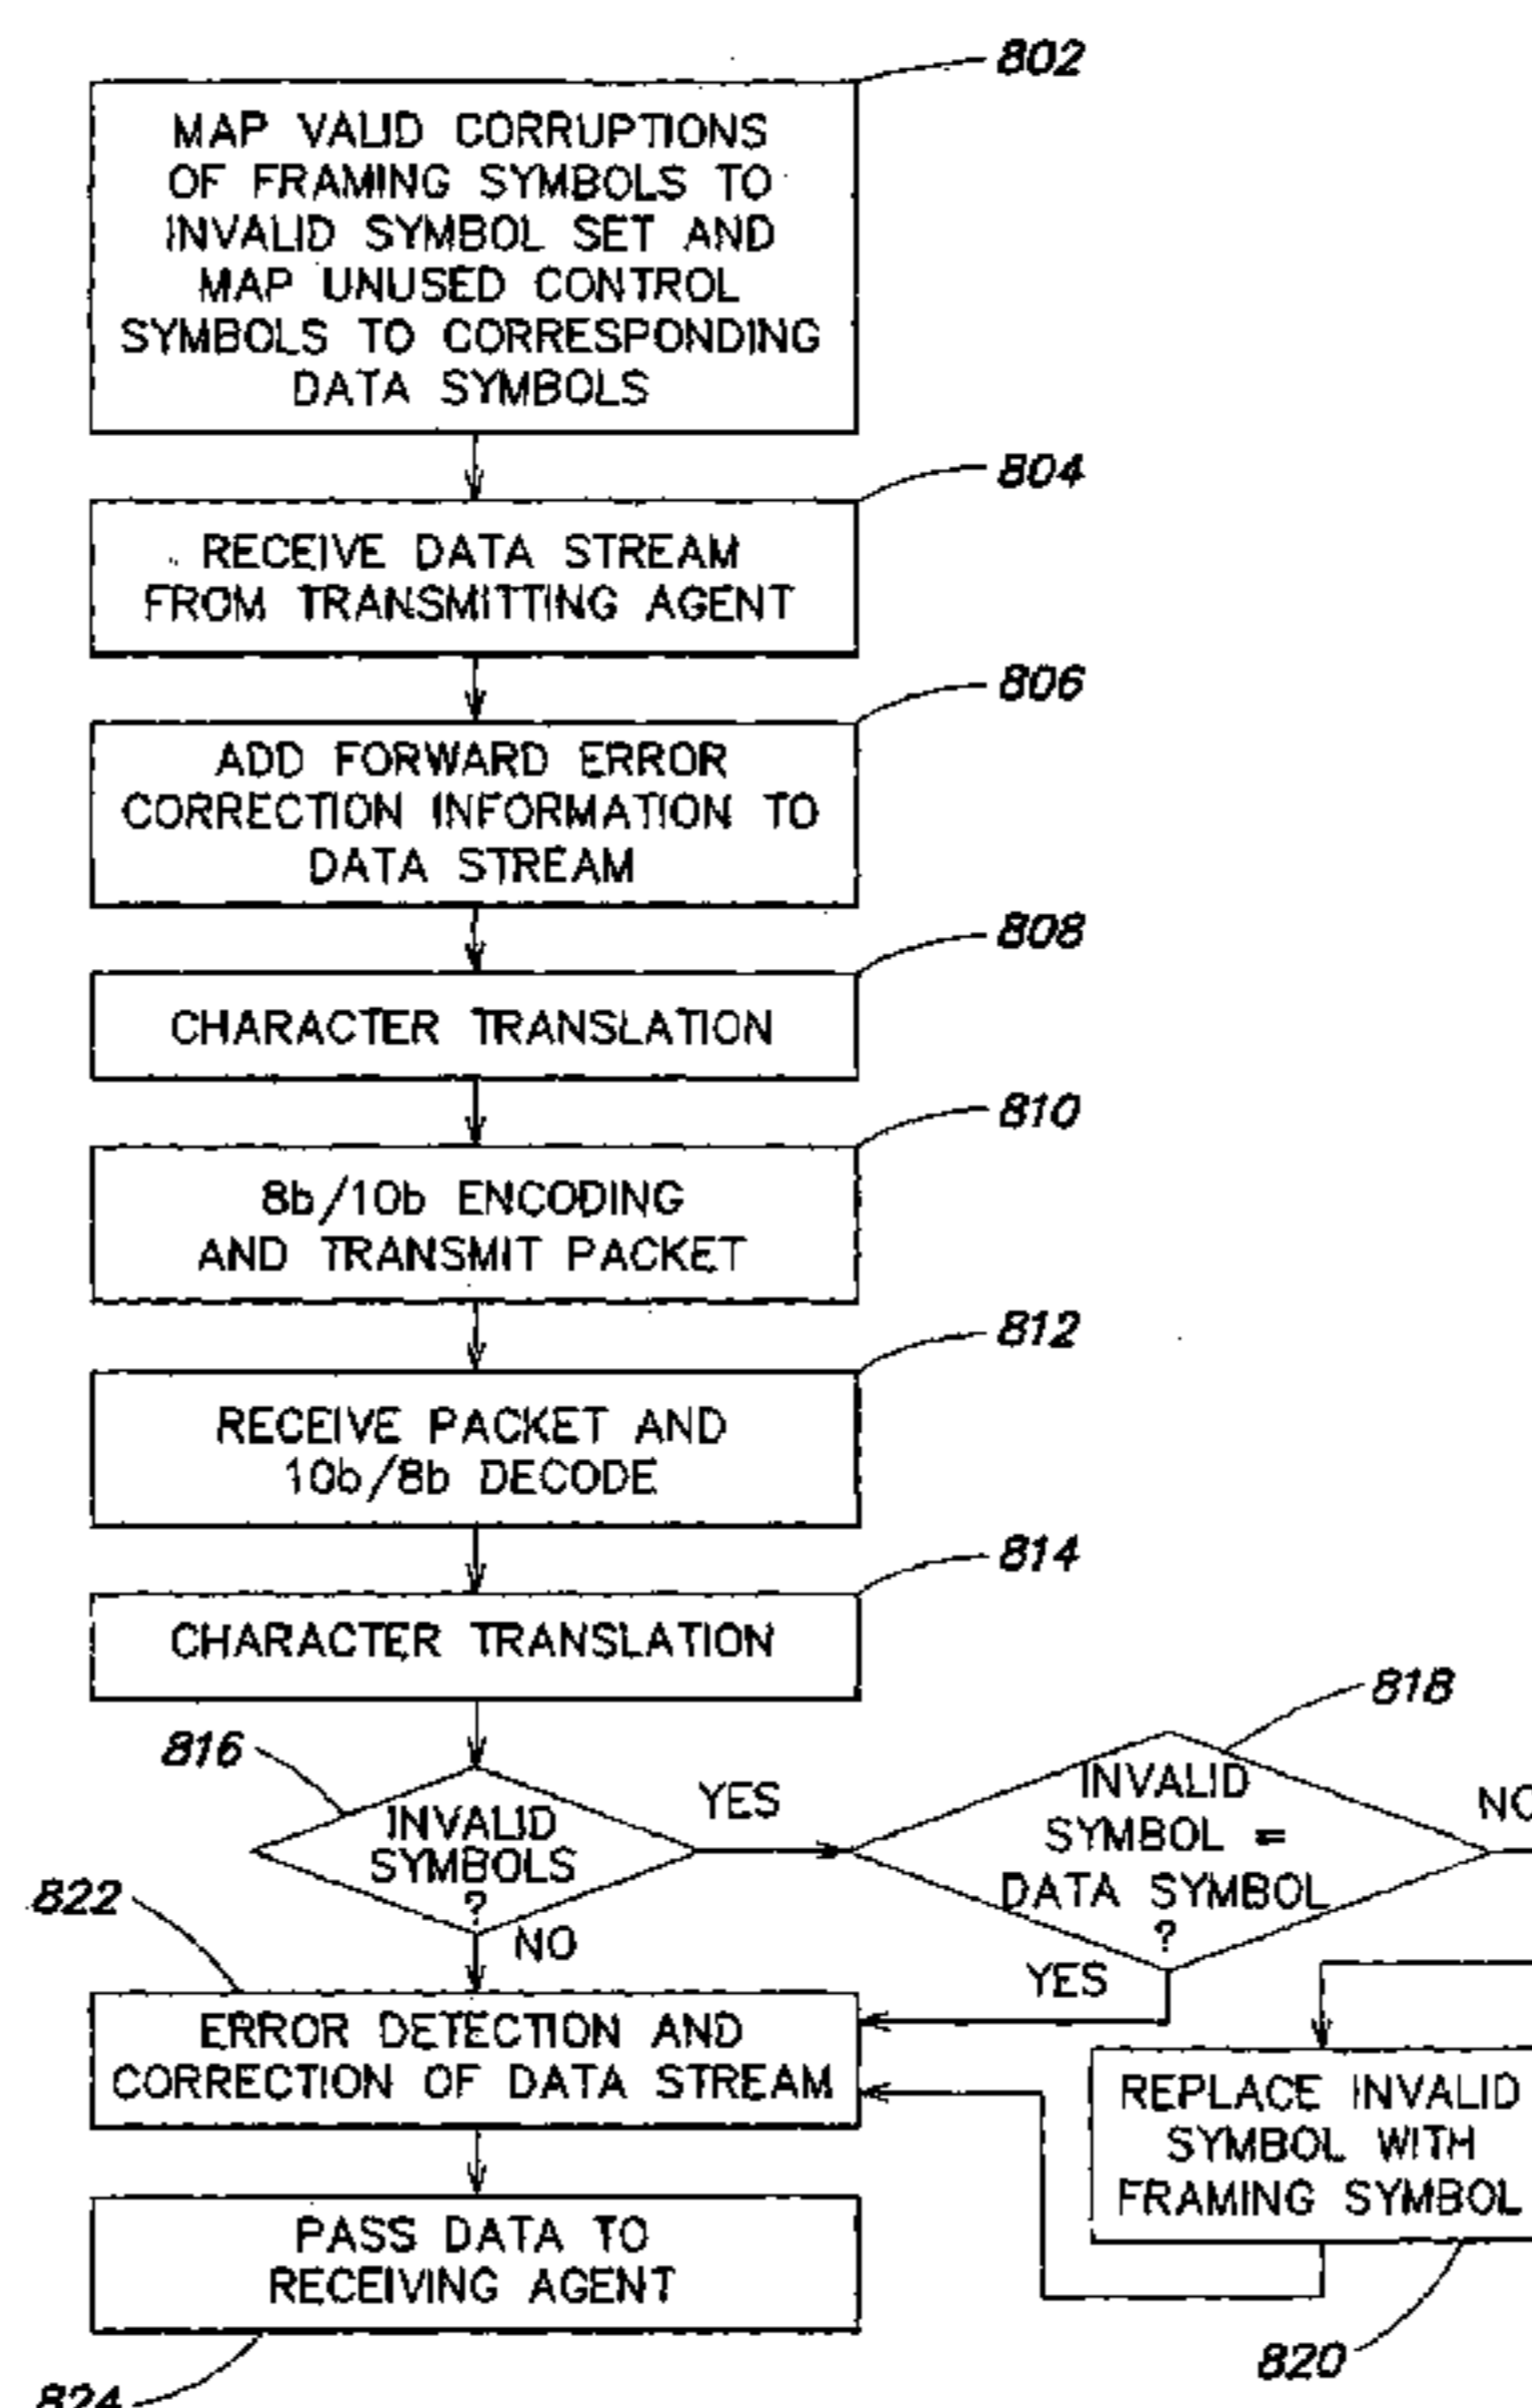 802
MAP VALID CORRUPTIONS
OF FRAMING SYMBOLS TO
INVALID SYMBOL SET AND
MAP UNUSED CONTROL
SYMBOLS TO CORRESPONDING
DATA SYMBOLS
804
RECEIVE DATA STREAM
FROM TRANSMITTING AGENT
806
ADD FORWARD ERROR
CORRECTION INFORMATION TO
DATA STREAM
808
CHARACTER TRANSLATION
810
8b/10b ENCODING
AND TRANSMIT PACKET
812
RECEIVE PACKET AND
10b/8b DECODE
814
CHARACTER TRANSLATION
816
INVALID
SYMBOLS
?
YES
NO
818
INVALID
SYMBOL =
DATA SYMBOL
?
NO
YES
822
ERROR DETECTION AND
CORRECTION OF DATA STREAM
REPLACE INVALID
SYMBOL WITH
FRAMING SYMBOL
820
PASS DATA TO
RECEIVING AGENT
824